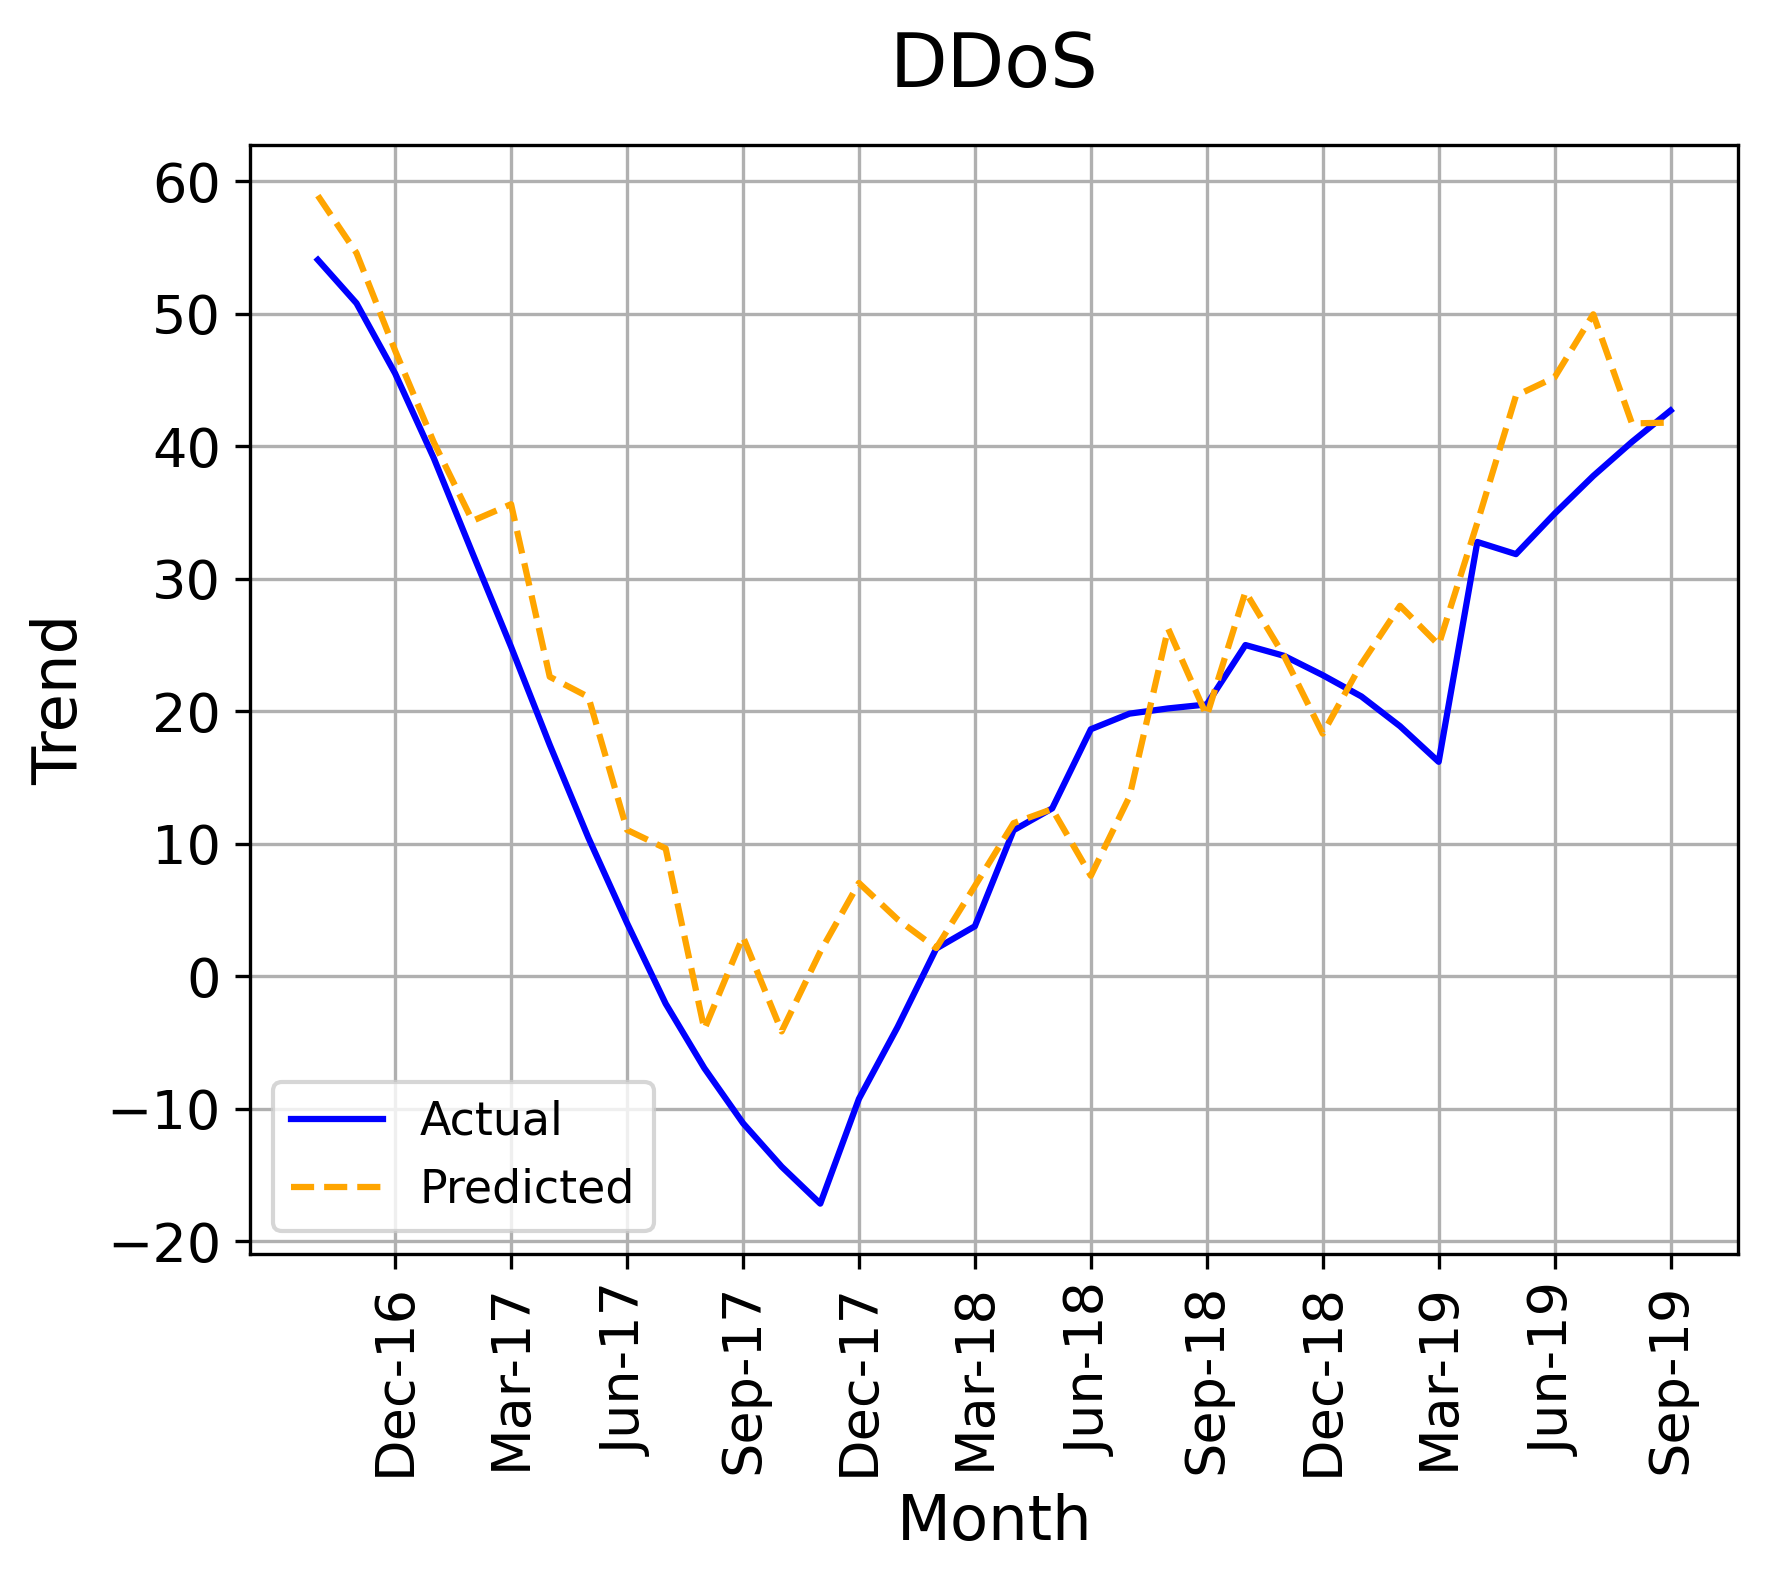 DDoS
Trend
60
50
40
30
20
10
0
−10
−20
Actual
Predicted
Dec-16
Mar-17
Jun-17
Sep-17
Dec-17
Mar-18
Jun-18
Sep-18
Dec-18
Mar-19
Jun-19
Sep-19
Month